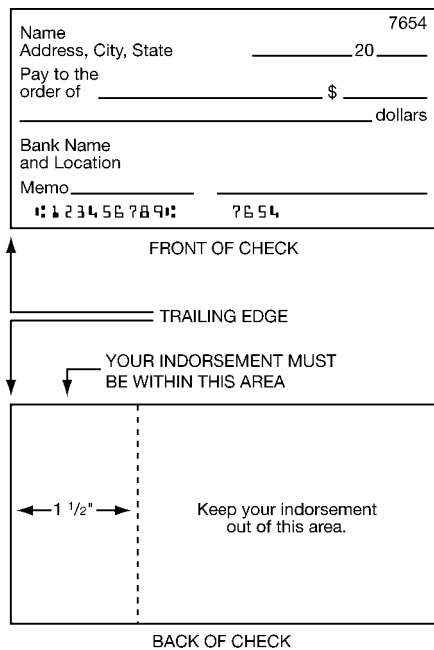 7654
Name
Address, City, State 20
Pay to the
order of $
dollars
Bank Name
and Location
Memo
⑆123456789⑆ 7654
FRONT OF CHECK
TRAILING EDGE
YOUR INDORSEMENT MUST
BE WITHIN THIS AREA
1 1/2"
Keep your indorsement
out of this area.
BACK OF CHECK